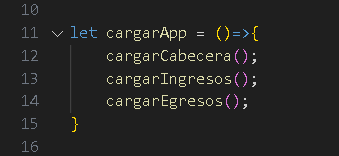 10
11 let cargarApp = ()=>{
12 cargarCabecera();
13 cargarIngresos();
14 cargarEgresos();
15 }
16